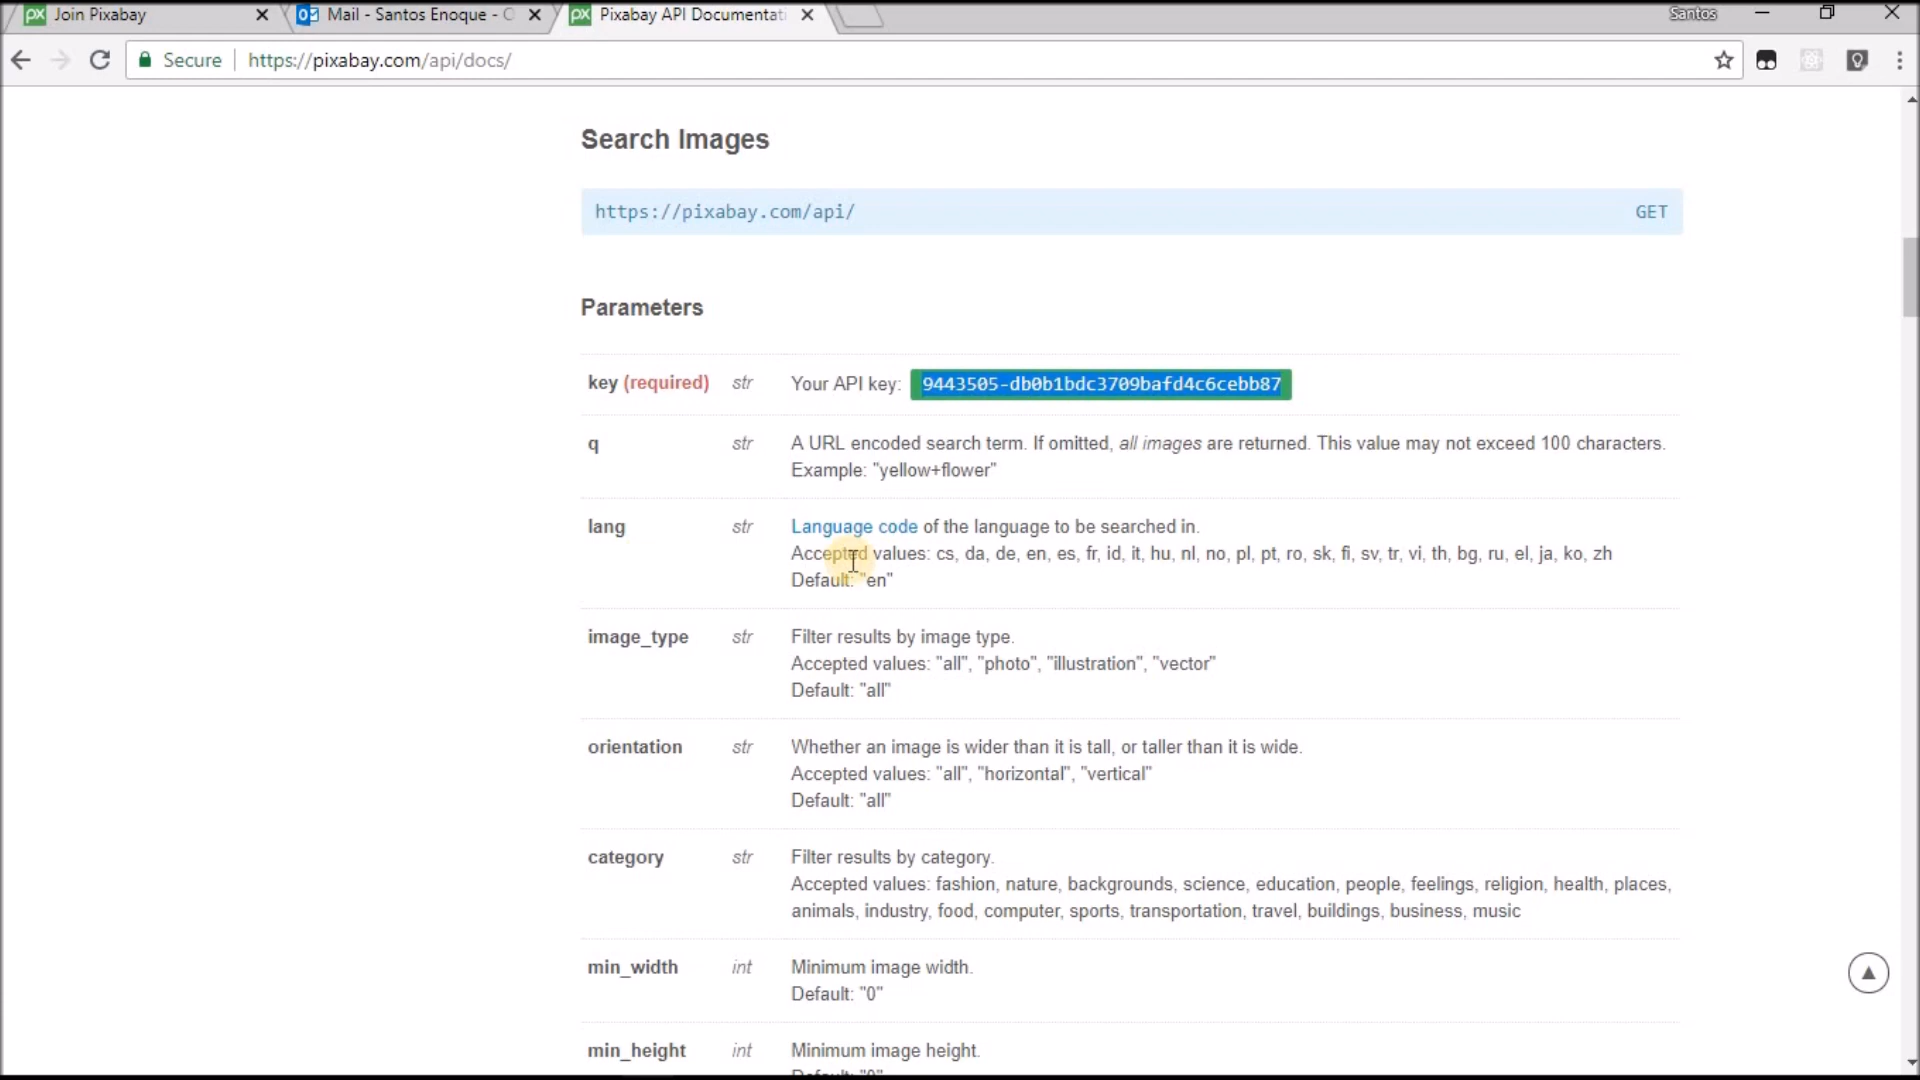 Join Pixabay
Mail - Santos Enoque - O
Pixabay API Documentati
Santos
Secure
https://pixabay.com/api/docs/
Search Images
https://pixabay.com/api/ GET
Parameters
key (required) str Your API key: 9443505-db0b1bdc3709bafd4c6cebb87
q str A URL encoded search term. If omitted, all images are returned. This value may not exceed 100 characters.
Example: "yellow+flower"
lang str Language code of the language to be searched in.
Accepted values: cs, da, de, en, es, fr, id, it, hu, nl, no, pl, pt, ro, sk, fi, sv, tr, vi, th, bg, ru, el, ja, ko, zh
Default: "en"
image_type str Filter results by image type.
Accepted values: "all", "photo", "illustration", "vector"
Default: "all"
orientation str Whether an image is wider than it is tall, or taller than it is wide.
Accepted values: "all", "horizontal", "vertical"
Default: "all"
category str Filter results by category.
Accepted values: fashion, nature, backgrounds, science, education, people, feelings, religion, health, places,
animals, industry, food, computer, sports, transportation, travel, buildings, business, music
min_width int Minimum image width.
Default: "0"
min_height int Minimum image height.
Default: "0"